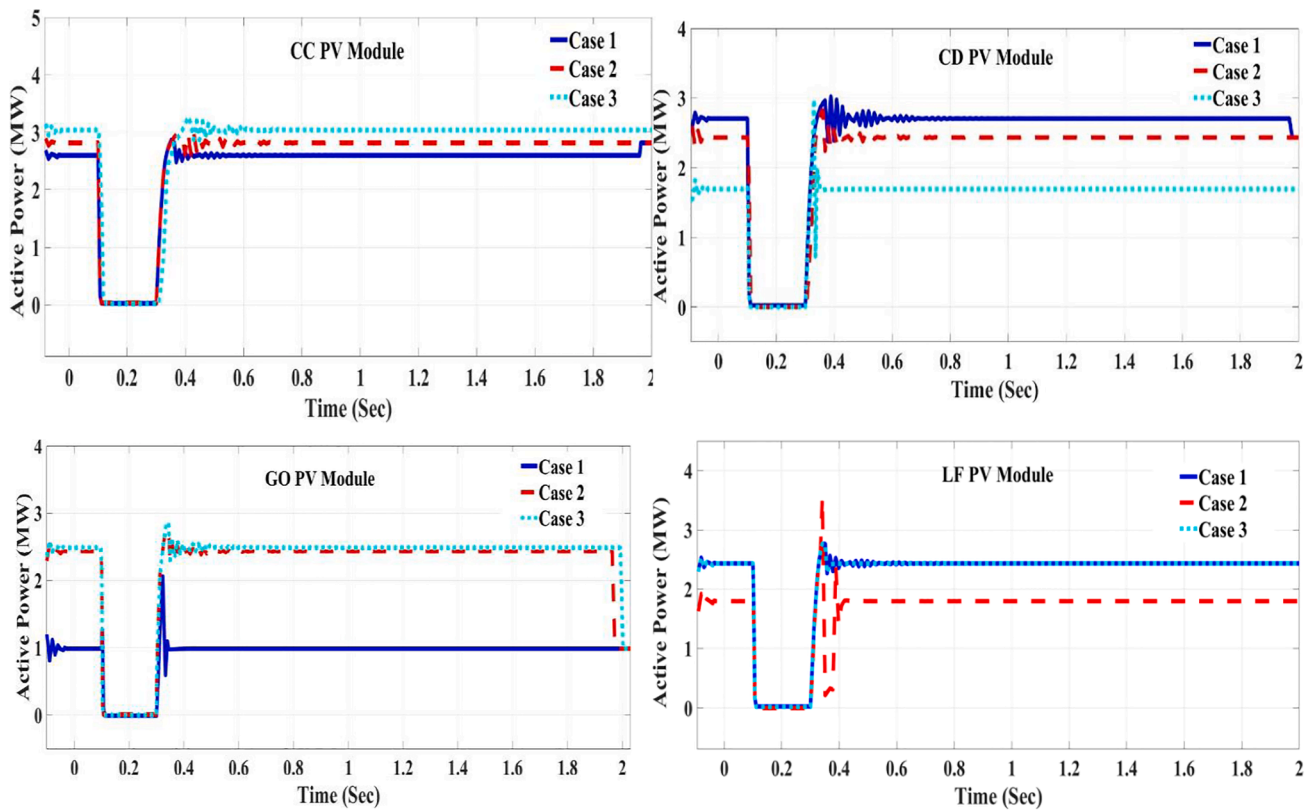 CC PV Module
Case 1
Case 2
Case 3
Active Power (MW)
5
4
3
2
1
0
0 0.2 0.4 0.6 0.8 1 1.2 1.4 1.6 1.8 2
Time (Sec)
CD PV Module
Case 1
Case 2
Case 3
Active Power (MW)
4
3
2
1
0
0 0.2 0.4 0.6 0.8 1 1.2 1.4 1.6 1.8 2
Time (Sec)
GO PV Module
Case 1
Case 2
Case 3
Active Power (MW)
4
3
2
1
0
0 0.2 0.4 0.6 0.8 1 1.2 1.4 1.6 1.8 2
Time (Sec)
LF PV Module
Case 1
Case 2
Case 3
Active Power (MW)
4
3
2
1
0
0 0.2 0.4 0.6 0.8 1 1.2 1.4 1.6 1.8 2
Time (Sec)